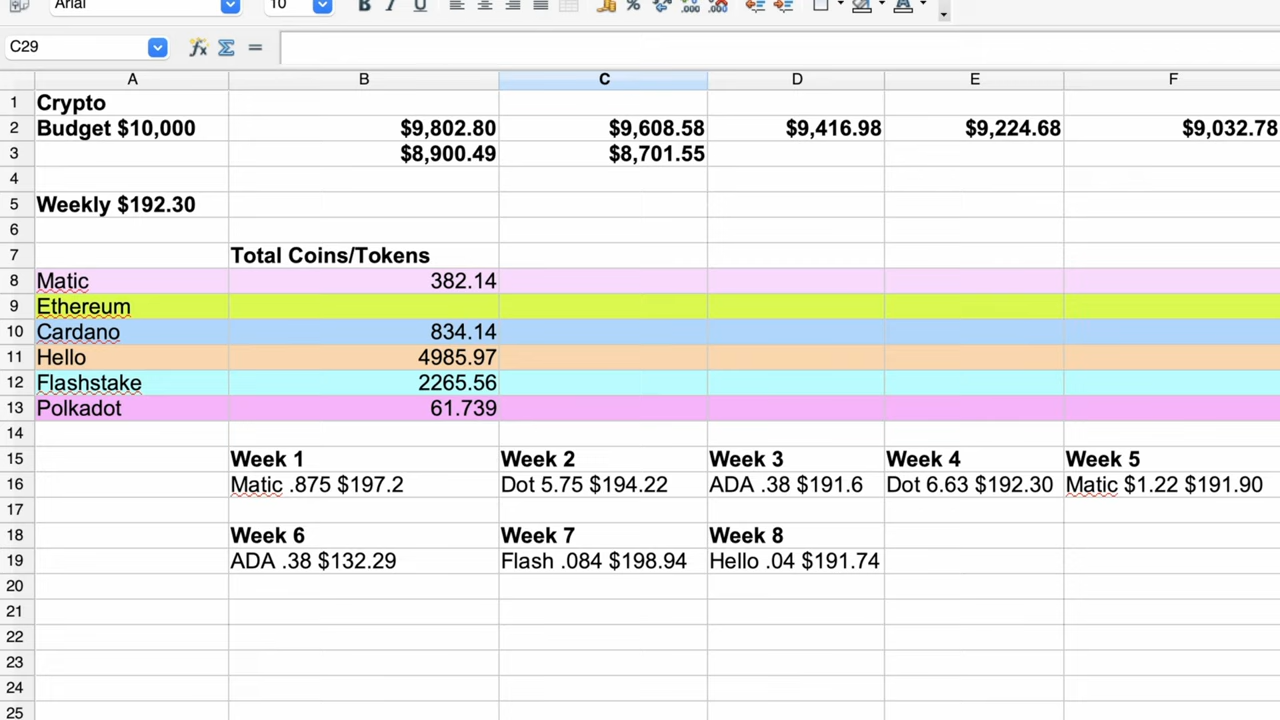 Arial 10 B I U % .000 .000 A
C29 fx Σ =
A B C D E F
1 Crypto
2 Budget $10,000 $9,802.80 $9,608.58 $9,416.98 $9,224.68 $9,032.78
3 $8,900.49 $8,701.55
4
5 Weekly $192.30
6
7 Total Coins/Tokens
8 Matic 382.14
9 Ethereum
10 Cardano 834.14
11 Hello 4985.97
12 Flashstake 2265.56
13 Polkadot 61.739
14
15 Week 1 Week 2 Week 3 Week 4 Week 5
16 Matic .875 $197.2 Dot 5.75 $194.22 ADA .38 $191.6 Dot 6.63 $192.30 Matic $1.22 $191.90
17
18 Week 6 Week 7 Week 8
19 ADA .38 $132.29 Flash .084 $198.94 Hello .04 $191.74
20
21
22
23
24
25